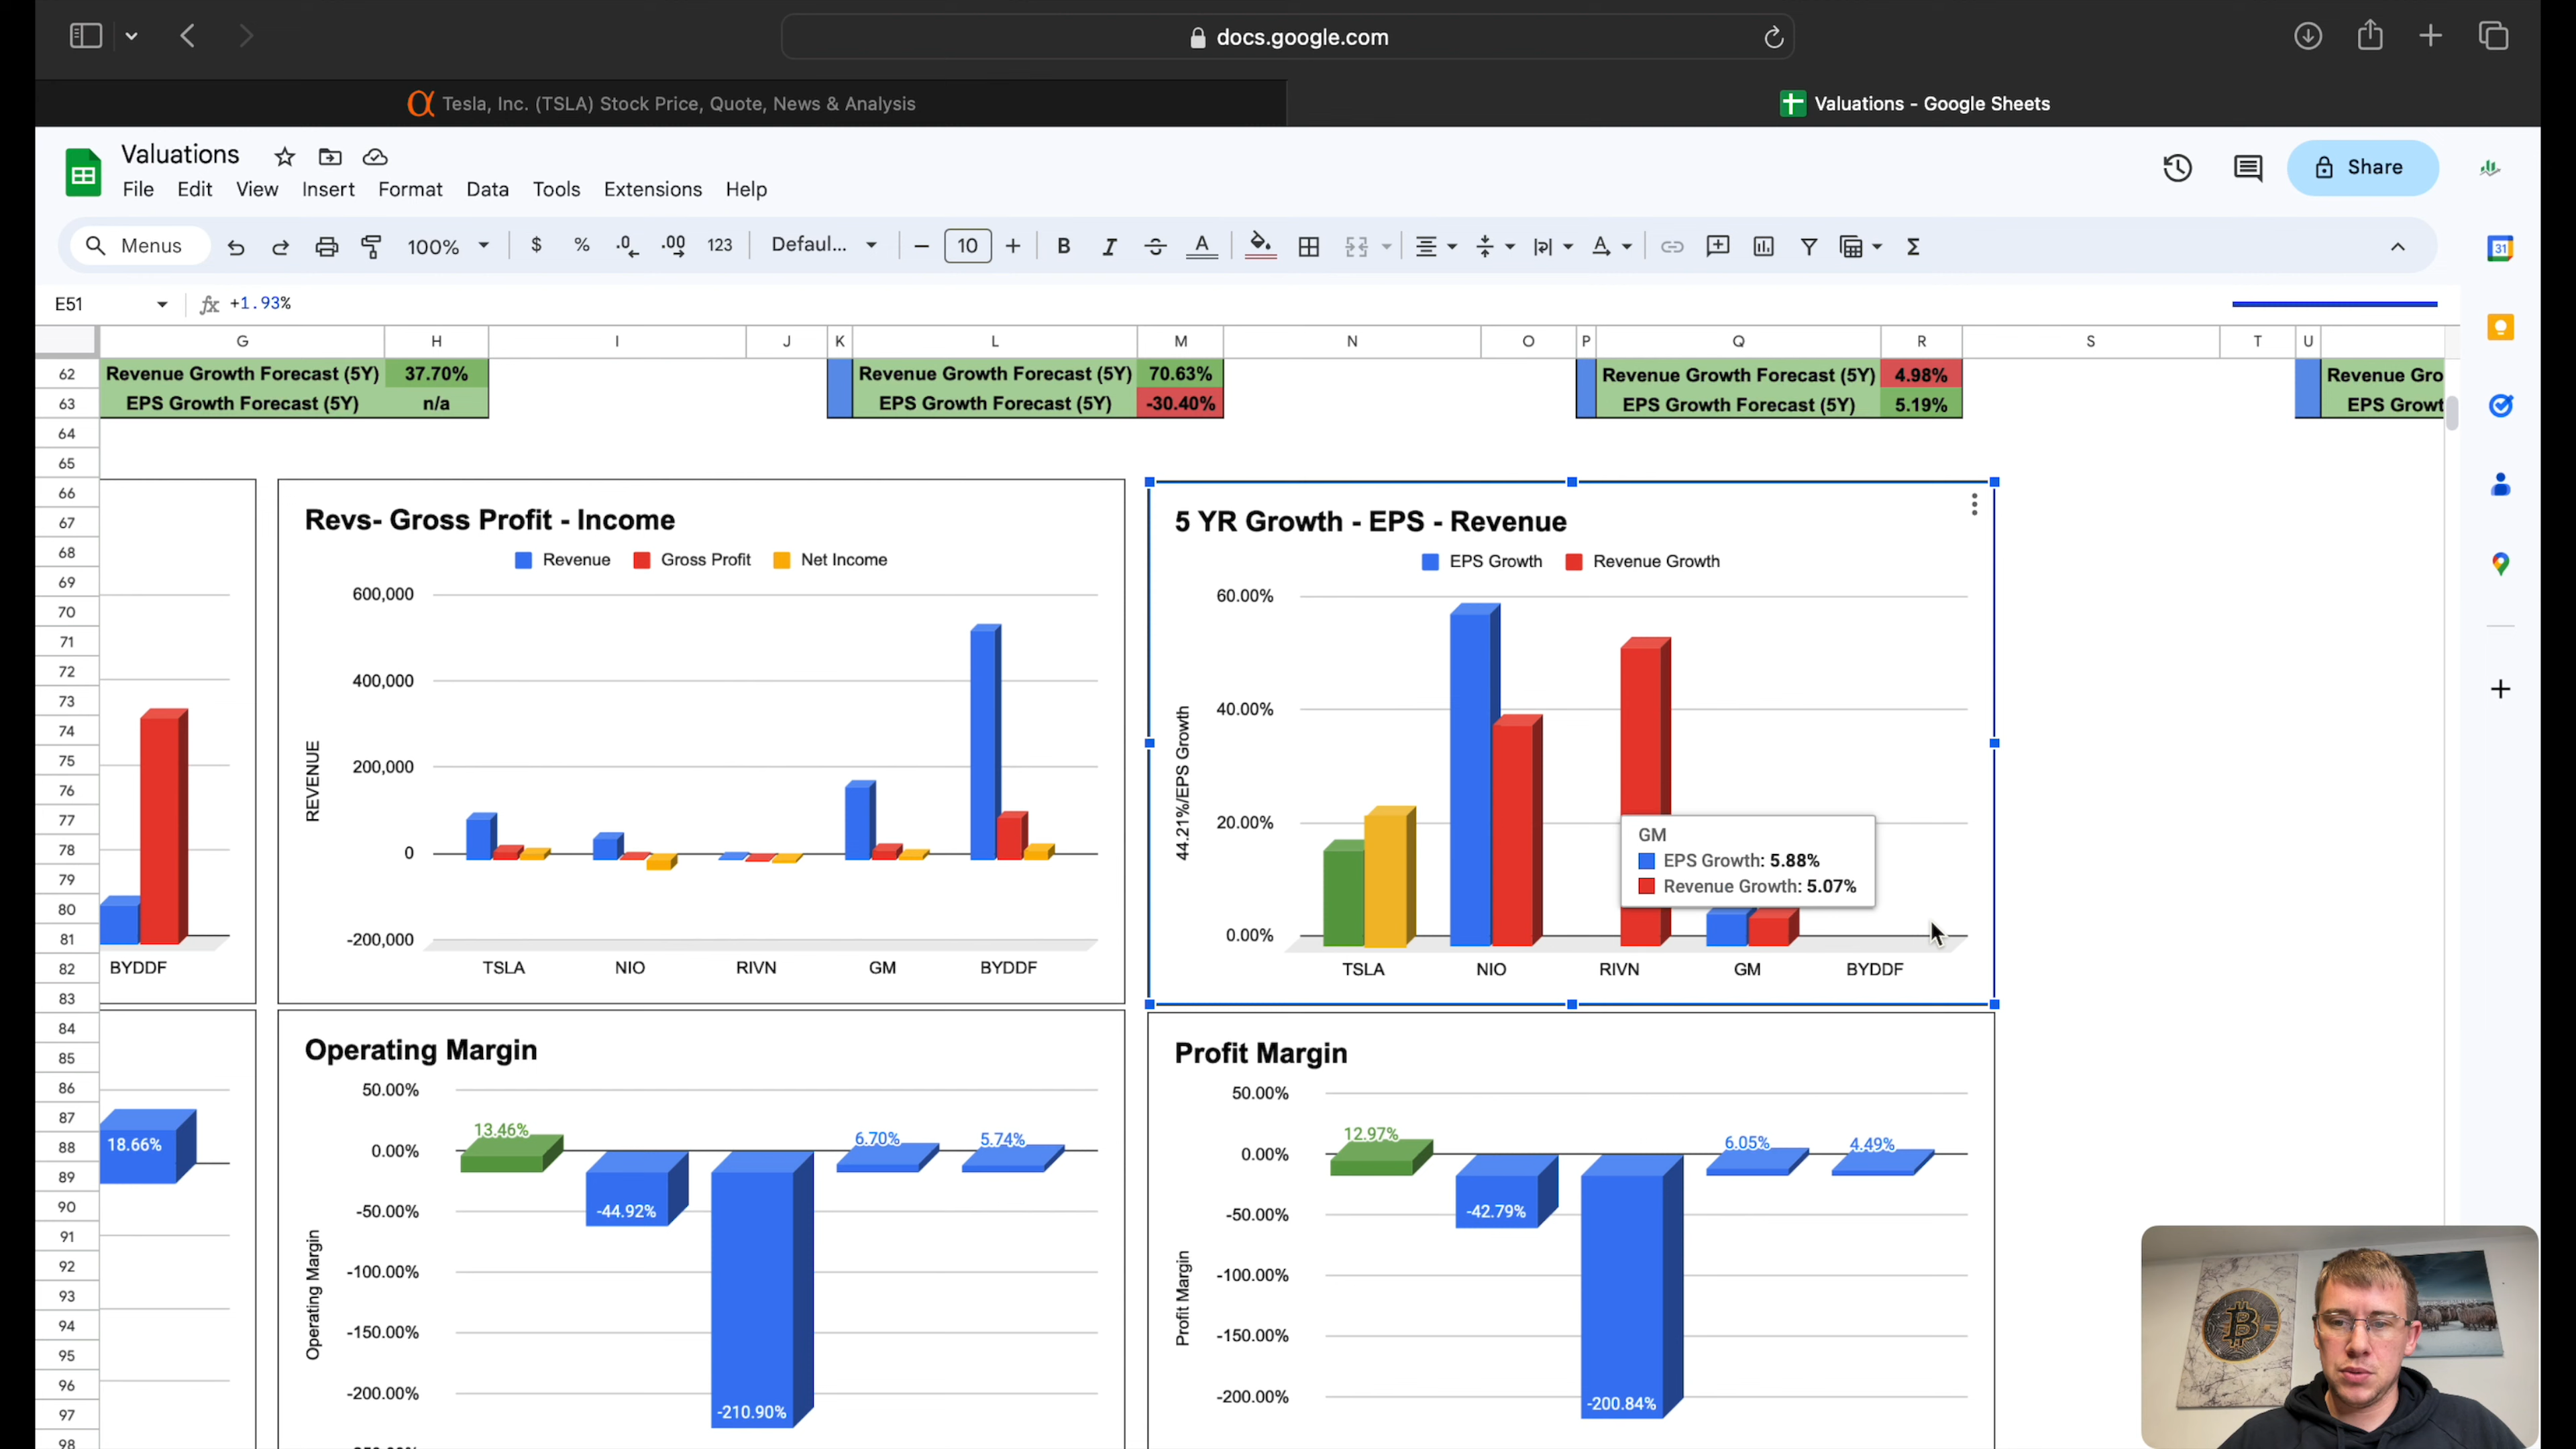 docs.google.com
Tesla, Inc. (TSLA) Stock Price, Quote, News & Analysis
Valuations - Google Sheets
Valuations
File Edit View Insert Format Data Tools Extensions Help
Share
Menus 100% $ % .0 .00 123 Defaul... 10 B I A
E51 fx +1.93%
G H I J K L M N O P Q R S T U
62 Revenue Growth Forecast (5Y) 37.70% Revenue Growth Forecast (5Y) 70.63% Revenue Growth Forecast (5Y) 4.98% Revenue Gro
63 EPS Growth Forecast (5Y) n/a EPS Growth Forecast (5Y) -30.40% EPS Growth Forecast (5Y) 5.19% EPS Growt
64
65
66
67
68
69
70
71
72
73
74
75
76
77
78
79
80
81
82
83
84
85
86
87
88
89
90
91
92
93
94
95
96
97
98
BYDDF
18.66%
Revs- Gross Profit - Income
Revenue Gross Profit Net Income
REVENUE
600,000
400,000
200,000
0
-200,000
TSLA NIO RIVN GM BYDDF
5 YR Growth - EPS - Revenue
EPS Growth Revenue Growth
44.21%/EPS Growth
60.00%
40.00%
20.00%
0.00%
GM
EPS Growth: 5.88%
Revenue Growth: 5.07%
TSLA NIO RIVN GM BYDDF
Operating Margin
Operating Margin
50.00%
0.00%
-50.00%
-100.00%
-150.00%
-200.00%
13.46%
-44.92%
-210.90%
6.70%
5.74%
Profit Margin
Profit Margin
50.00%
0.00%
-50.00%
-100.00%
-150.00%
-200.00%
12.97%
-42.79%
-200.84%
6.05%
4.49%
31